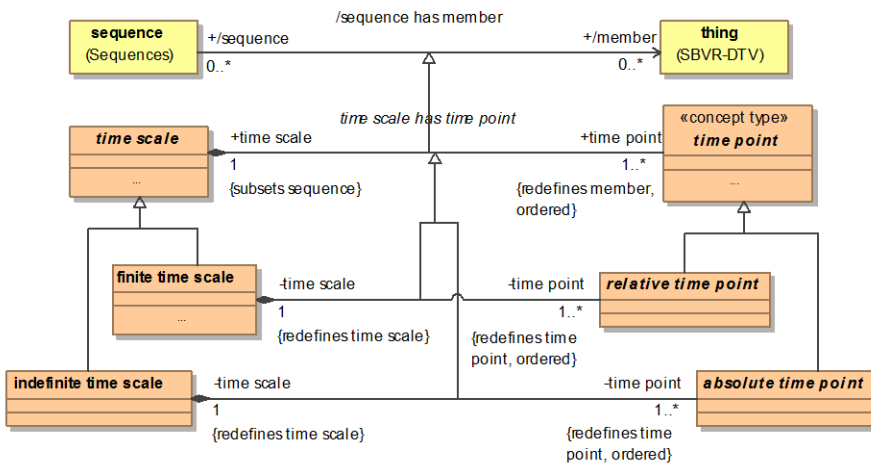 /sequence has member
sequence
(Sequences)
+/sequence
0..*
+/member
0..*
thing
(SBVR-DTV)
time scale has time point
time scale
...
+time scale
1
{subsets sequence}
+time point
1..*
{redefines member,
ordered}
«concept type»
time point
...
finite time scale
...
-time scale
1
{redefines time scale}
-time point
1..*
{redefines time
point, ordered}
relative time point
indefinite time scale
-time scale
1
{redefines time scale}
-time point
1..*
{redefines time
point, ordered}
absolute time point